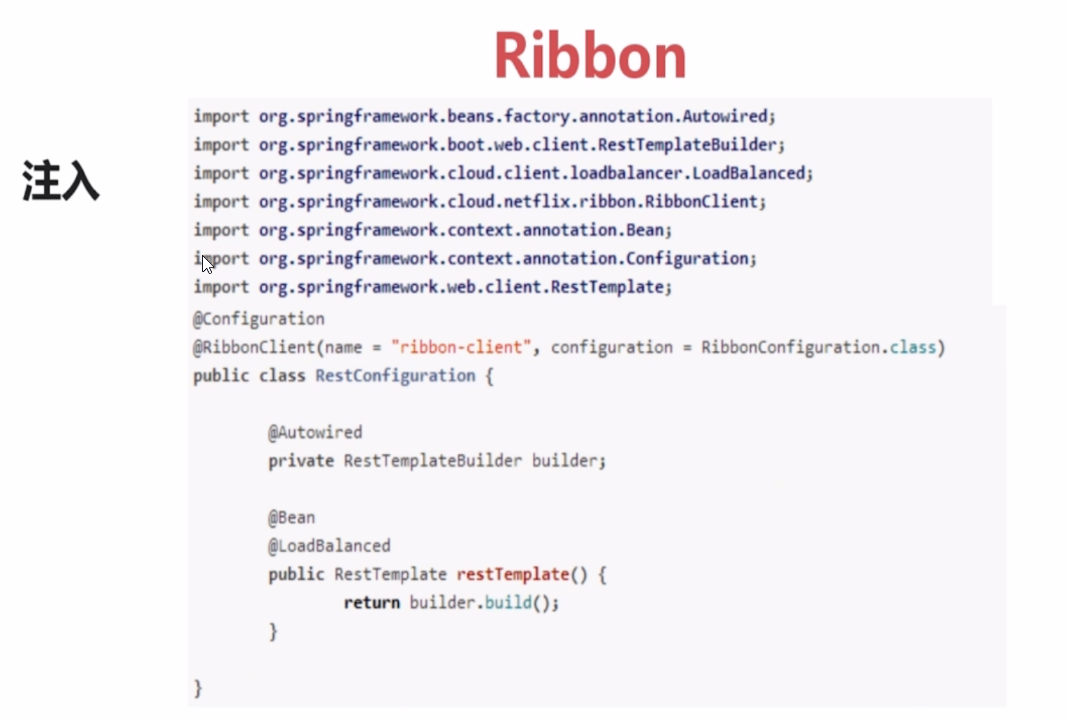 Ribbon
注入
import org.springframework.beans.factory.annotation.Autowired;
import org.springframework.boot.web.client.RestTemplateBuilder;
import org.springframework.cloud.client.loadbalancer.LoadBalanced;
import org.springframework.cloud.netflix.ribbon.RibbonClient;
import org.springframework.context.annotation.Bean;
import org.springframework.context.annotation.Configuration;
import org.springframework.web.client.RestTemplate;
@Configuration
@RibbonClient(name = "ribbon-client", configuration = RibbonConfiguration.class)
public class RestConfiguration {
@Autowired
private RestTemplateBuilder builder;
@Bean
@LoadBalanced
public RestTemplate restTemplate() {
return builder.build();
}
}